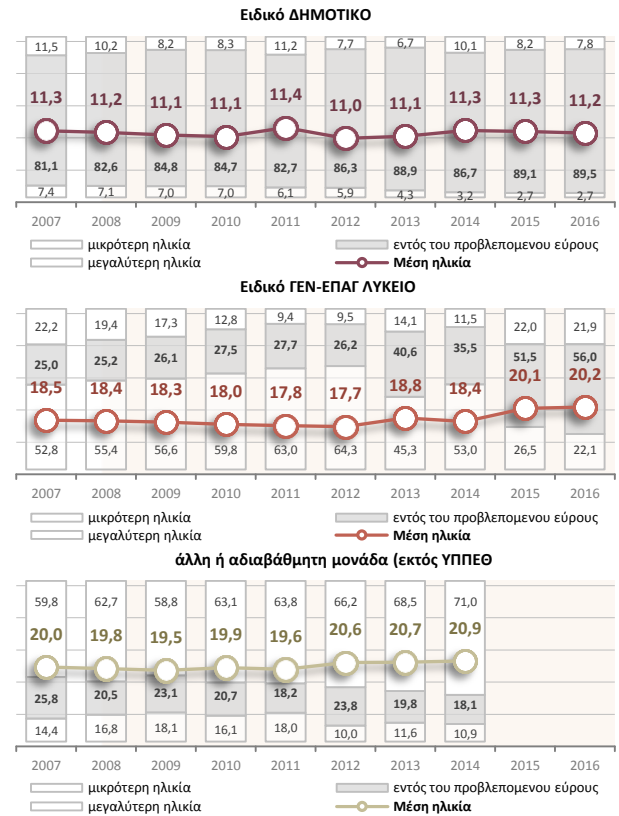 Ειδικό ΔΗΜΟΤΙΚΟ
11,5 10,2 8,2 8,3 11,2 7,7 6,7 10,1 8,2 7,8
11,3 11,2 11,1 11,1 11,4 11,0 11,1 11,3 11,3 11,2
81,1 82,6 84,8 84,7 82,7 86,3 88,9 86,7 89,1 89,5
7,4 7,1 7,0 7,0 6,1 5,9 4,3 3,2 2,7 2,7
2007 2008 2009 2010 2011 2012 2013 2014 2015 2016
μικρότερη ηλικία εντός του προβλεπομενου εύρους
μεγαλύτερη ηλικία Μέση ηλικία
Ειδικό ΓΕΝ-ΕΠΑΓ ΛΥΚΕΙΟ
22,2 19,4 17,3 12,8 9,4 9,5 14,1 11,5 22,0 21,9
25,0 25,2 26,1 27,5 27,7 26,2 40,6 35,5 51,5 56,0
18,5 18,4 18,3 18,0 17,8 17,7 18,8 18,4 20,1 20,2
52,8 55,4 56,6 59,8 63,0 64,3 45,3 53,0 26,5 22,1
2007 2008 2009 2010 2011 2012 2013 2014 2015 2016
μικρότερη ηλικία εντός του προβλεπομενου εύρους
μεγαλύτερη ηλικία Μέση ηλικία
άλλη ή αδιαβάθμητη μονάδα (εκτός ΥΠΠΕΘ
59,8 62,7 58,8 63,1 63,8 66,2 68,5 71,0
20,0 19,8 19,5 19,9 19,6 20,6 20,7 20,9
25,8 20,5 23,1 20,7 18,2 23,8 19,8 18,1
14,4 16,8 18,1 16,1 18,0 10,0 11,6 10,9
2007 2008 2009 2010 2011 2012 2013 2014 2015 2016
μικρότερη ηλικία εντός του προβλεπομενου εύρους
μεγαλύτερη ηλικία Μέση ηλικία